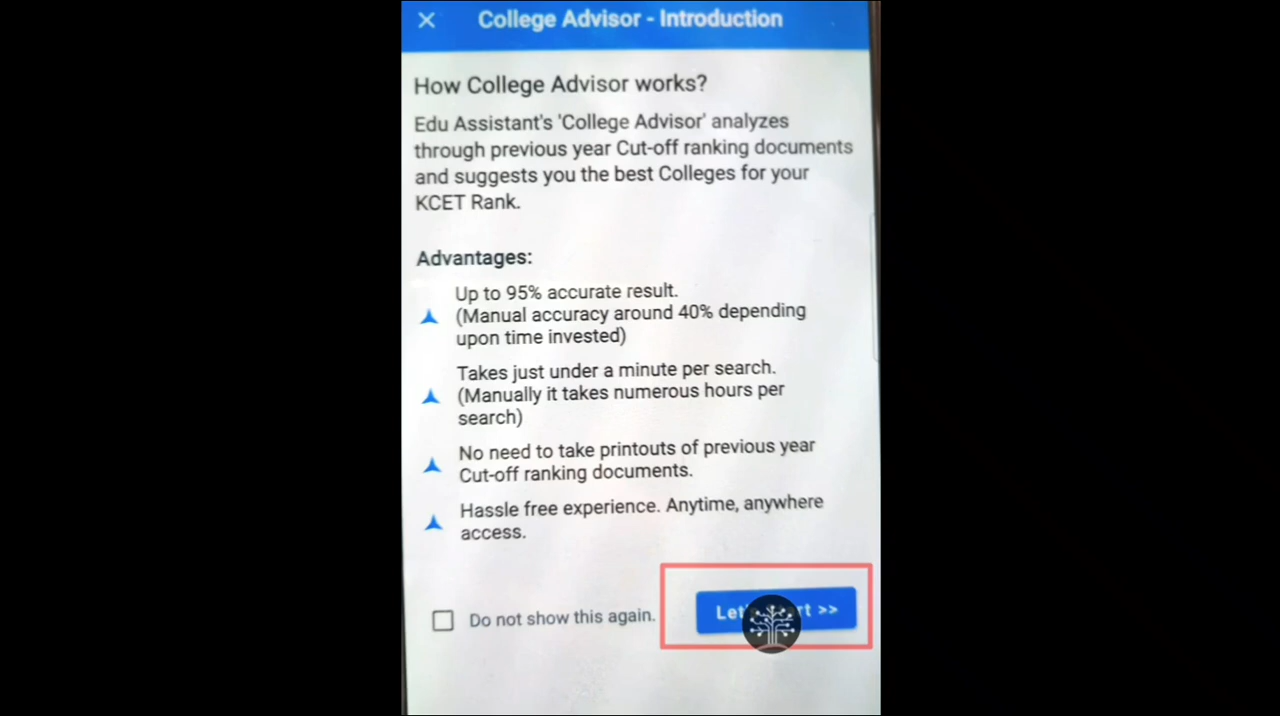 College Advisor - Introduction
How College Advisor works?
Edu Assistant's 'College Advisor' analyzes
through previous year Cut-off ranking documents
and suggests you the best Colleges for your
KCET Rank.
Advantages:
Up to 95% accurate result.
(Manual accuracy around 40% depending
upon time invested)
Takes just under a minute per search.
(Manually it takes numerous hours per
search)
No need to take printouts of previous year
Cut-off ranking documents.
Hassle free experience. Anytime, anywhere
access.
Do not show this again.
>>